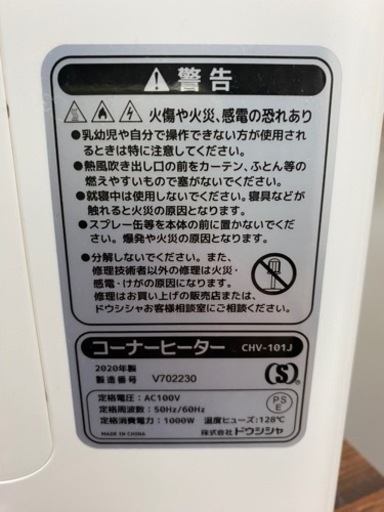 警告
火傷や火災、感電の恐れあり
●乳幼児や自分で操作できない方が使用され
るときは特に注意してください。
●熱風吹き出し口の前をカーテン、ふとん等の
燃えやすいもので塞がないでください。
●就寝中は使用しないでください。寝具などが
触れると火災の原因となります。
●スプレー缶等を本体の前に置かないでくだ
さい。爆発や火災の原因となります。
●分解しないでください。また、
修理技術者以外の修理は火災・
感電・けがの原因になります。
修理はお買い上げの販売店または、
ドウシシャお客様相談室にご相談ください。
コーナーヒーター CHV-101J
2020年製
製造番号 V702230
S
定格電圧：AC100V
定格周波数：50Hz/60Hz
PS
E
定格消費電力：1000W 温度ヒューズ：128℃
MADE IN CHINA 株式会社ドウシシャ